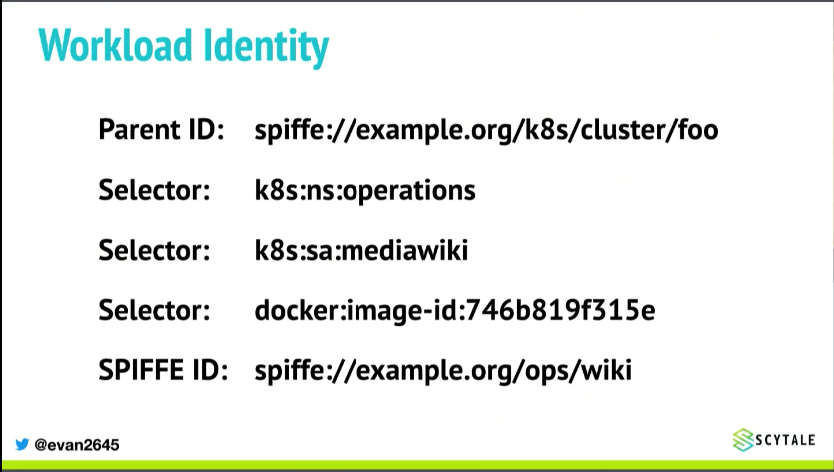 Workload Identity
Parent ID: spiffe://example.org/k8s/cluster/foo
Selector: k8s:ns:operations
Selector: k8s:sa:mediawiki
Selector: docker:image-id:746b819f315e
SPIFFE ID: spiffe://example.org/ops/wiki
@evan2645
SCYTALE